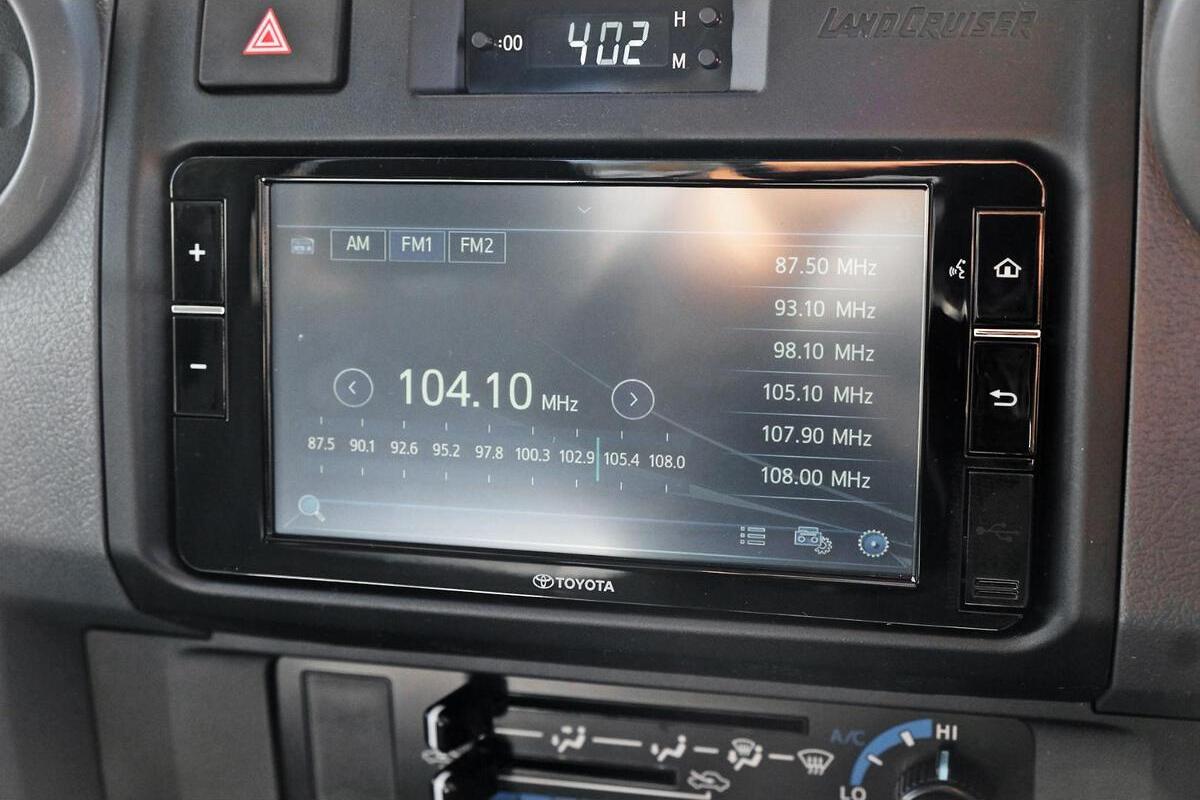 :00 402 H
M
LAND CRUISER
+
-
AM FM1 FM2
87.50 MHz
93.10 MHz
98.10 MHz
105.10 MHz
107.90 MHz
108.00 MHz
104.10 MHz
87.5 90.1 92.6 95.2 97.8 100.3 102.9 105.4 108.0
TOYOTA
A/C
HI
LO